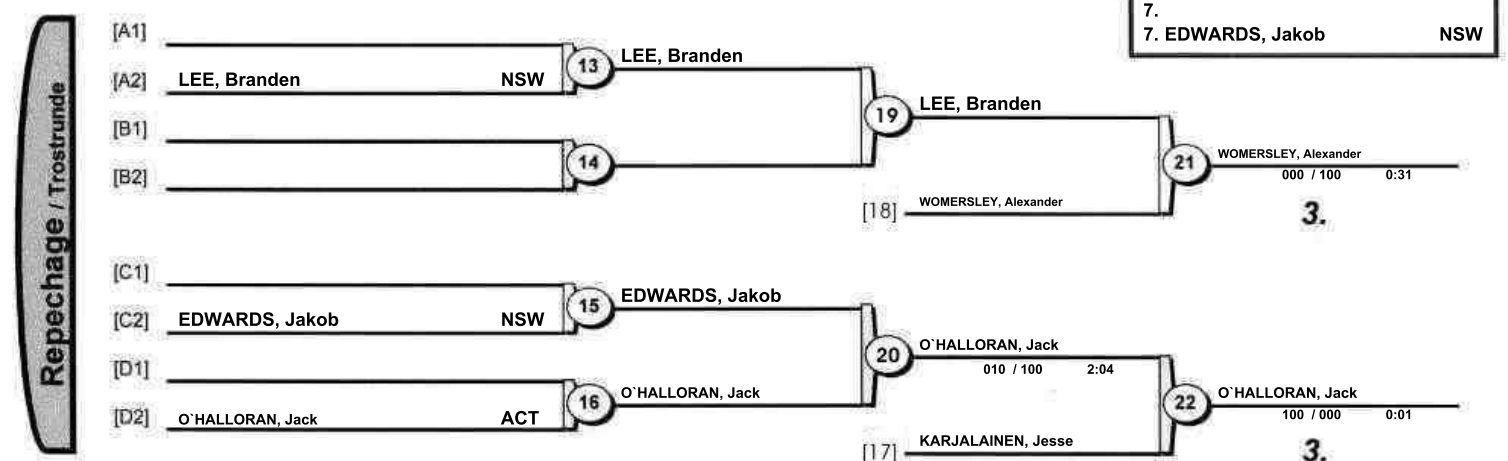 7.
7. EDWARDS, Jakob NSW
Repechage / Trostrunde
[A1]
[A2] LEE, Branden NSW
13
LEE, Branden
[B1]
[B2]
14
19
LEE, Branden
[18] WOMERSLEY, Alexander
21
WOMERSLEY, Alexander
000 / 100 0:31
3.
[C1]
[C2] EDWARDS, Jakob NSW
15
EDWARDS, Jakob
[D1]
[D2] O`HALLORAN, Jack ACT
16
O`HALLORAN, Jack
20
O`HALLORAN, Jack
010 / 100 2:04
[17] KARJALAINEN, Jesse
22
O`HALLORAN, Jack
100 / 000 0:01
3.